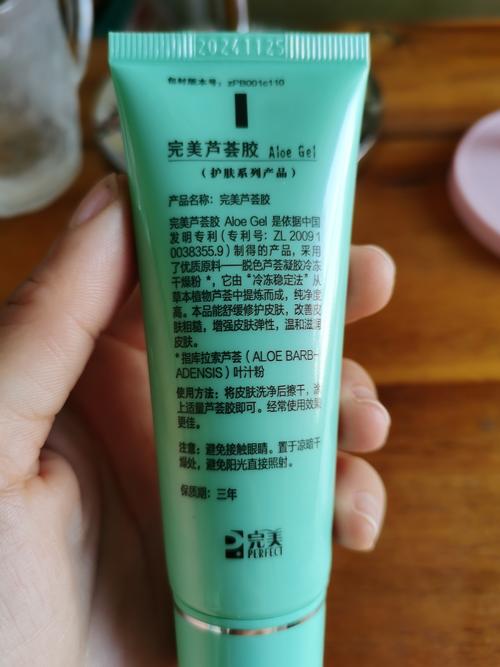 20241125
包装版本号: zPB001c110
完美芦荟胶 Aloe Gel
(护肤系列产品)
产品名称: 完美芦荟胶
完美芦荟胶 Aloe Gel 是依据中国
发明专利(专利号: ZL 2009 1
0038355.9) 制得的产品, 采用
了优质原料——脱色芦荟凝胶冷冻
干燥粉 *, 它由“冷冻稳定法”从
草本植物芦荟中提炼而成, 纯净度
高。本品能舒缓修护皮肤, 改善皮
肤粗糙, 增强皮肤弹性, 温和滋润
皮肤。
*指库拉索芦荟 (ALOE BARB-
ADENSIS) 叶汁粉
使用方法: 将皮肤洗净后擦干, 涂
上适量芦荟胶即可。经常使用效果
更佳。
注意: 避免接触眼睛。置于凉暗干
燥处, 避免阳光直接照射。
保质期: 三年
完美
PERFECT